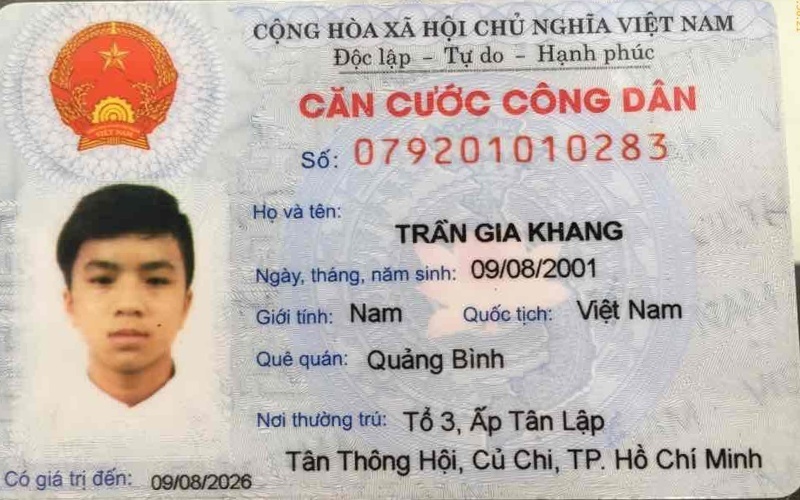 CỘNG HÒA XÃ HỘI CHỦ NGHĨA VIỆT NAM
Độc lập - Tự do - Hạnh phúc
CĂN CƯỚC CÔNG DÂN
Số: 079201010283
Họ và tên:
TRẦN GIA KHANG
Ngày, tháng, năm sinh: 09/08/2001
Giới tính: Nam Quốc tịch: Việt Nam
Quê quán: Quảng Bình
Nơi thường trú: Tổ 3, Ấp Tân Lập
Tân Thông Hội, Củ Chi, TP. Hồ Chí Minh
Có giá trị đến: 09/08/2026
VIỆT NAM